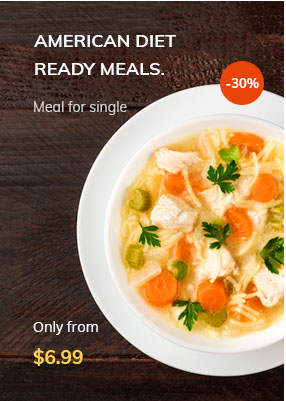 AMERICAN DIET
READY MEALS.
-30%
Meal for single
Only from
$6.99